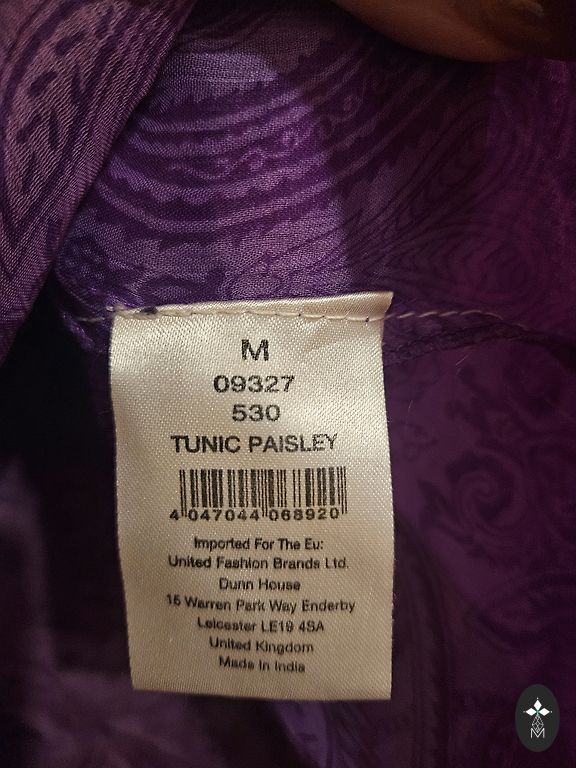 M
09327
530
TUNIC PAISLEY
4 047044 068920
Imported For The Eu:
United Fashion Brands Ltd.
Dunn House
15 Warren Park Way Enderby
Leicester LE19 4SA
United Kingdom
Made In India
M